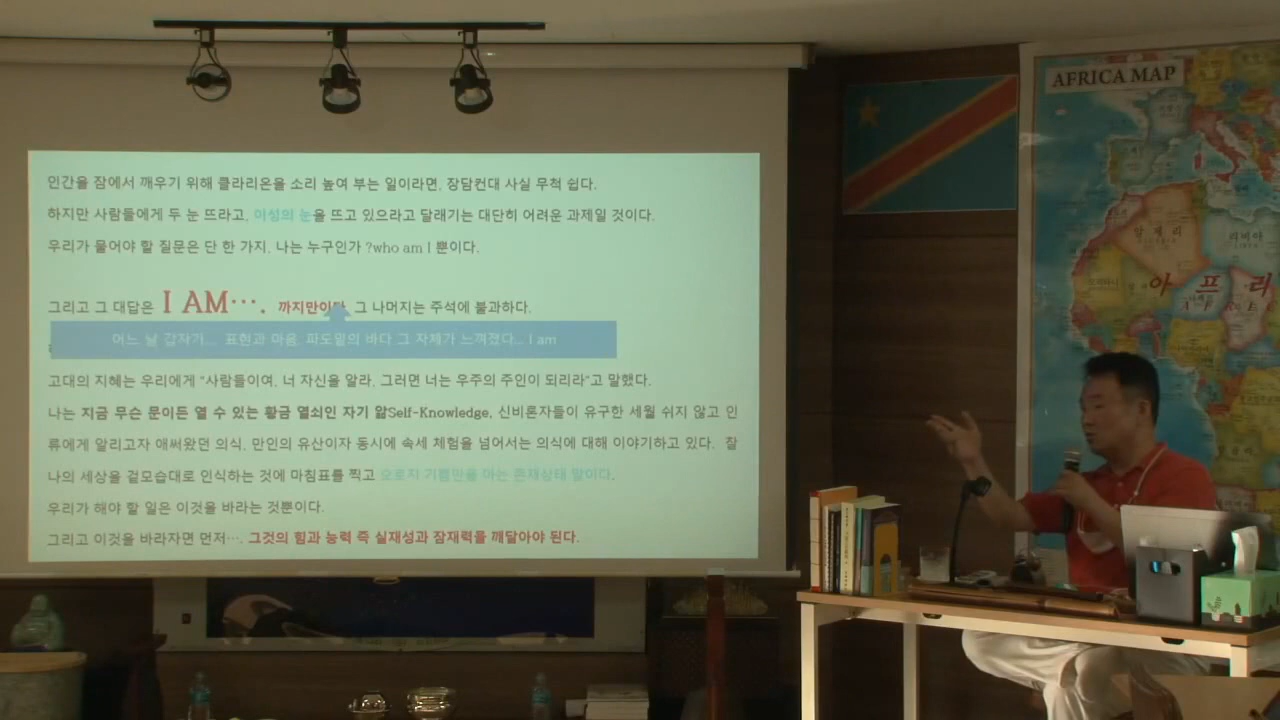 인간을 잠에서 깨우기 위해 클라리온을 소리 높여 부는 일이라면, 장담컨대 사실 무척 쉽다.
하지만 사람들에게 두 눈 뜨라고, 이성의 눈을 뜨고 있으라고 달래기는 대단히 어려운 과제일 것이다.
우리가 물어야 할 질문은 단 한 가지. 나는 누구인가 ?who am I 뿐이다.
그리고 그 대답은 I AM…. 까지만이다. 그 나머지는 주석에 불과하다.
어느 날 갑자기.... 표현과 마음, 파도밑의 바다 그 자체가 느껴졌다... I am
고대의 지혜는 우리에게 “사람들이여, 너 자신을 알라, 그러면 너는 우주의 주인이 되리라”고 말했다.
나는 지금 무슨 문이든 열 수 있는 황금 열쇠인 자기 앎Self-Knowledge, 신비론자들이 유구한 세월 쉬지 않고 인
류에게 알리고자 애써왔던 의식, 만인의 유산이자 동시에 속세 체험을 넘어서는 의식에 대해 이야기하고 있다. 잘
나의 세상을 겉모습대로 인식하는 것에 마침표를 찍고 오로지 기쁨만을 아는 존재상태 말이다.
우리가 해야 할 일은 이것을 바라는 것뿐이다.
그리고 이것을 바라자면 먼저…. 그것의 힘과 능력 즉 실재성과 잠재력를 깨달아야 된다.
AFRICA MAP
알제리
리비아
아프리